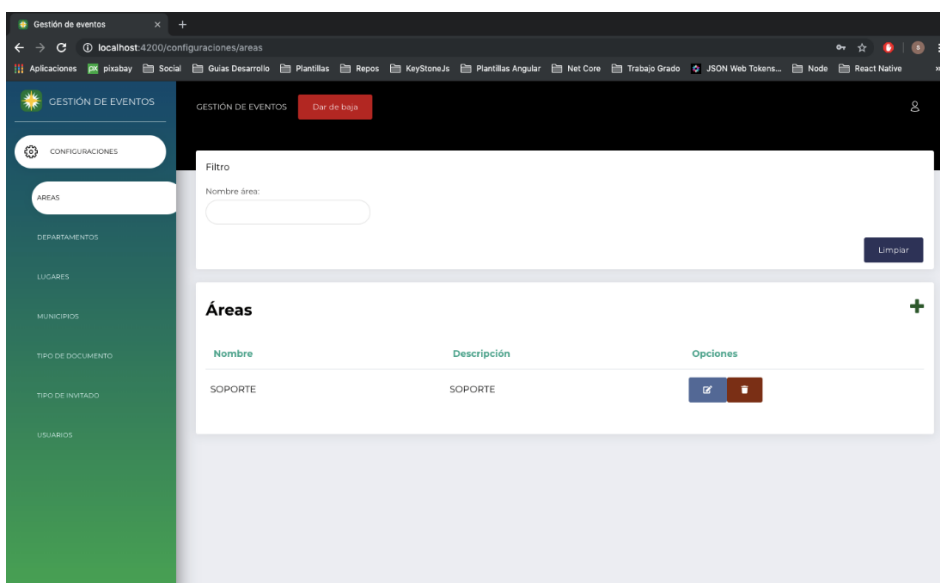 Gestión de eventos
localhost:4200/configuraciones/areas
Aplicaciones pixabay Social Guias Desarrollo Plantillas Repos KeyStoneJs Plantillas Angular Net Core Trabajo Grado JSON Web Tokens... Node React Native
GESTIÓN DE EVENTOS
GESTIÓN DE EVENTOS Dar de baja
CONFIGURACIONES
AREAS
DEPARTAMENTOS
LUGARES
MUNICIPIOS
TIPO DE DOCUMENTO
TIPO DE INVITADO
USUARIOS
Filtro
Nombre área:
Limpiar
Áreas
Nombre Descripción Opciones
SOPORTE SOPORTE